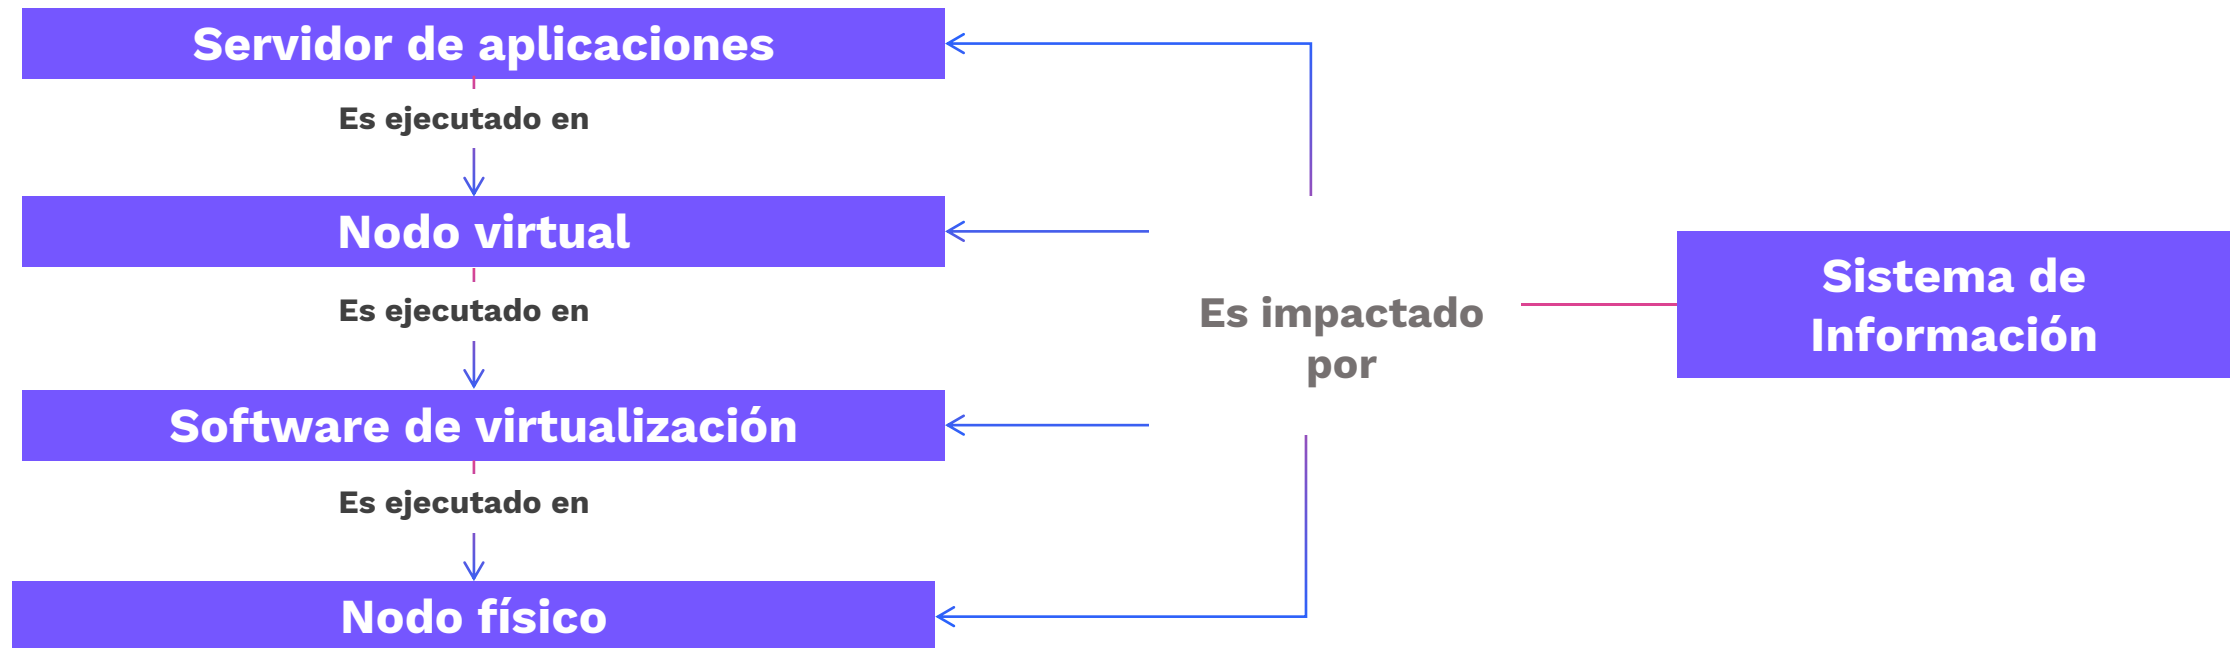 Servidor de aplicaciones
Es ejecutado en
Nodo virtual
Es ejecutado en
Software de virtualización
Es ejecutado en
Nodo físico
Es impactado
por
Sistema de
Información